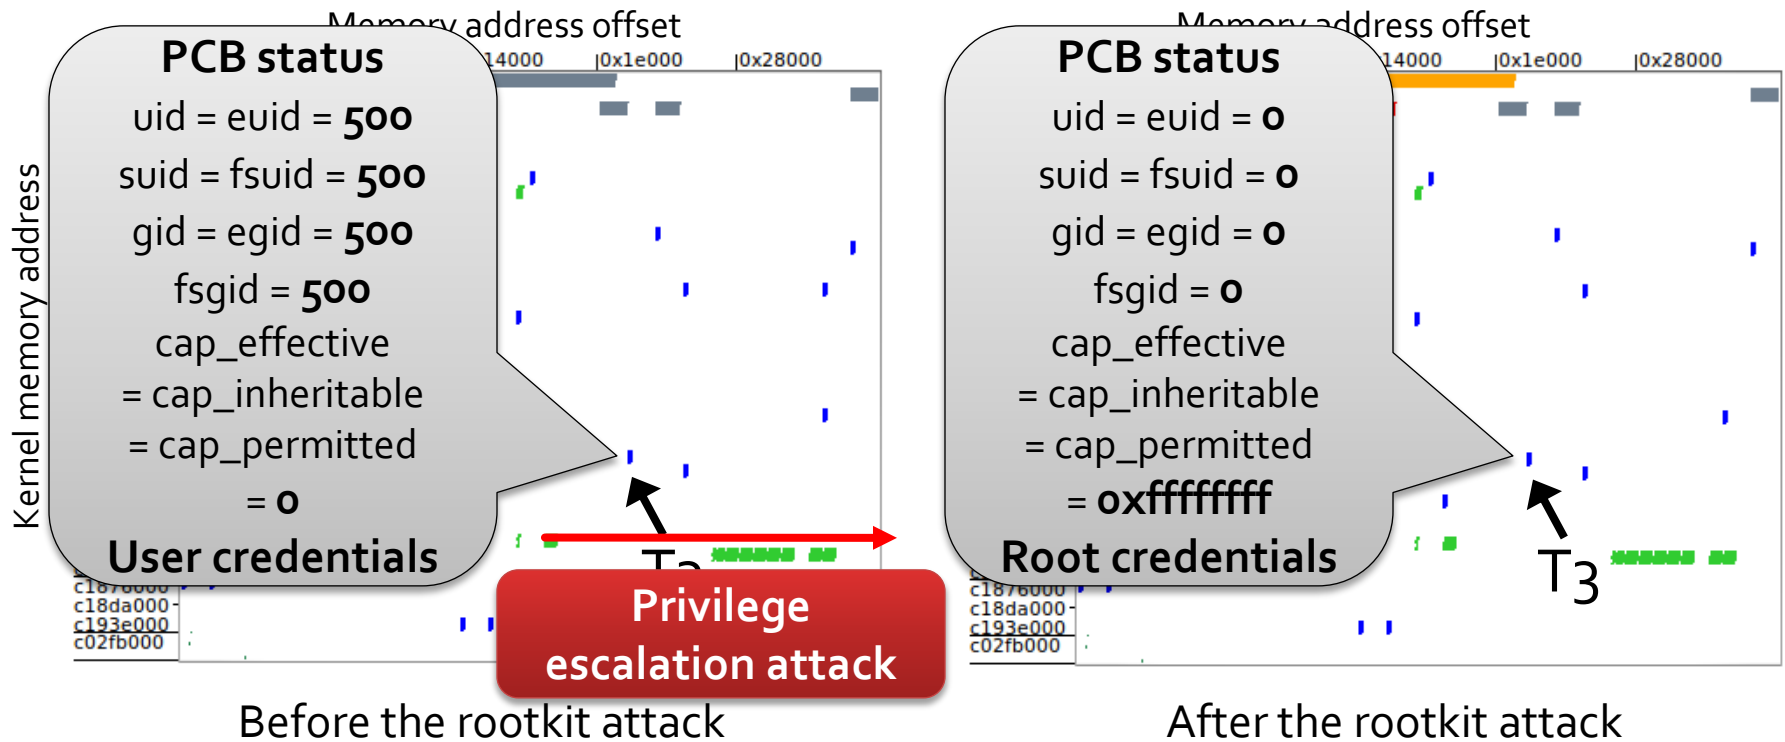 Memory address offset
14000 |0x1e000 |0x28000
Kernel memory address
PCB status
uid = euid = 500
suid = fsuid = 500
gid = egid = 500
fsgid = 500
cap_effective
= cap_inheritable
= cap_permitted
= 0
User credentials
c1876000
c18da000
c193e000
c02fb000
Privilege
escalation attack
Before the rootkit attack
Memory address offset
14000 |0x1e000 |0x28000
PCB status
uid = euid = 0
suid = fsuid = 0
gid = egid = 0
fsgid = 0
cap_effective
= cap_inheritable
= cap_permitted
= 0xffffffff
Root credentials
T3
c1876000
c18da000
c193e000
c02fb000
After the rootkit attack